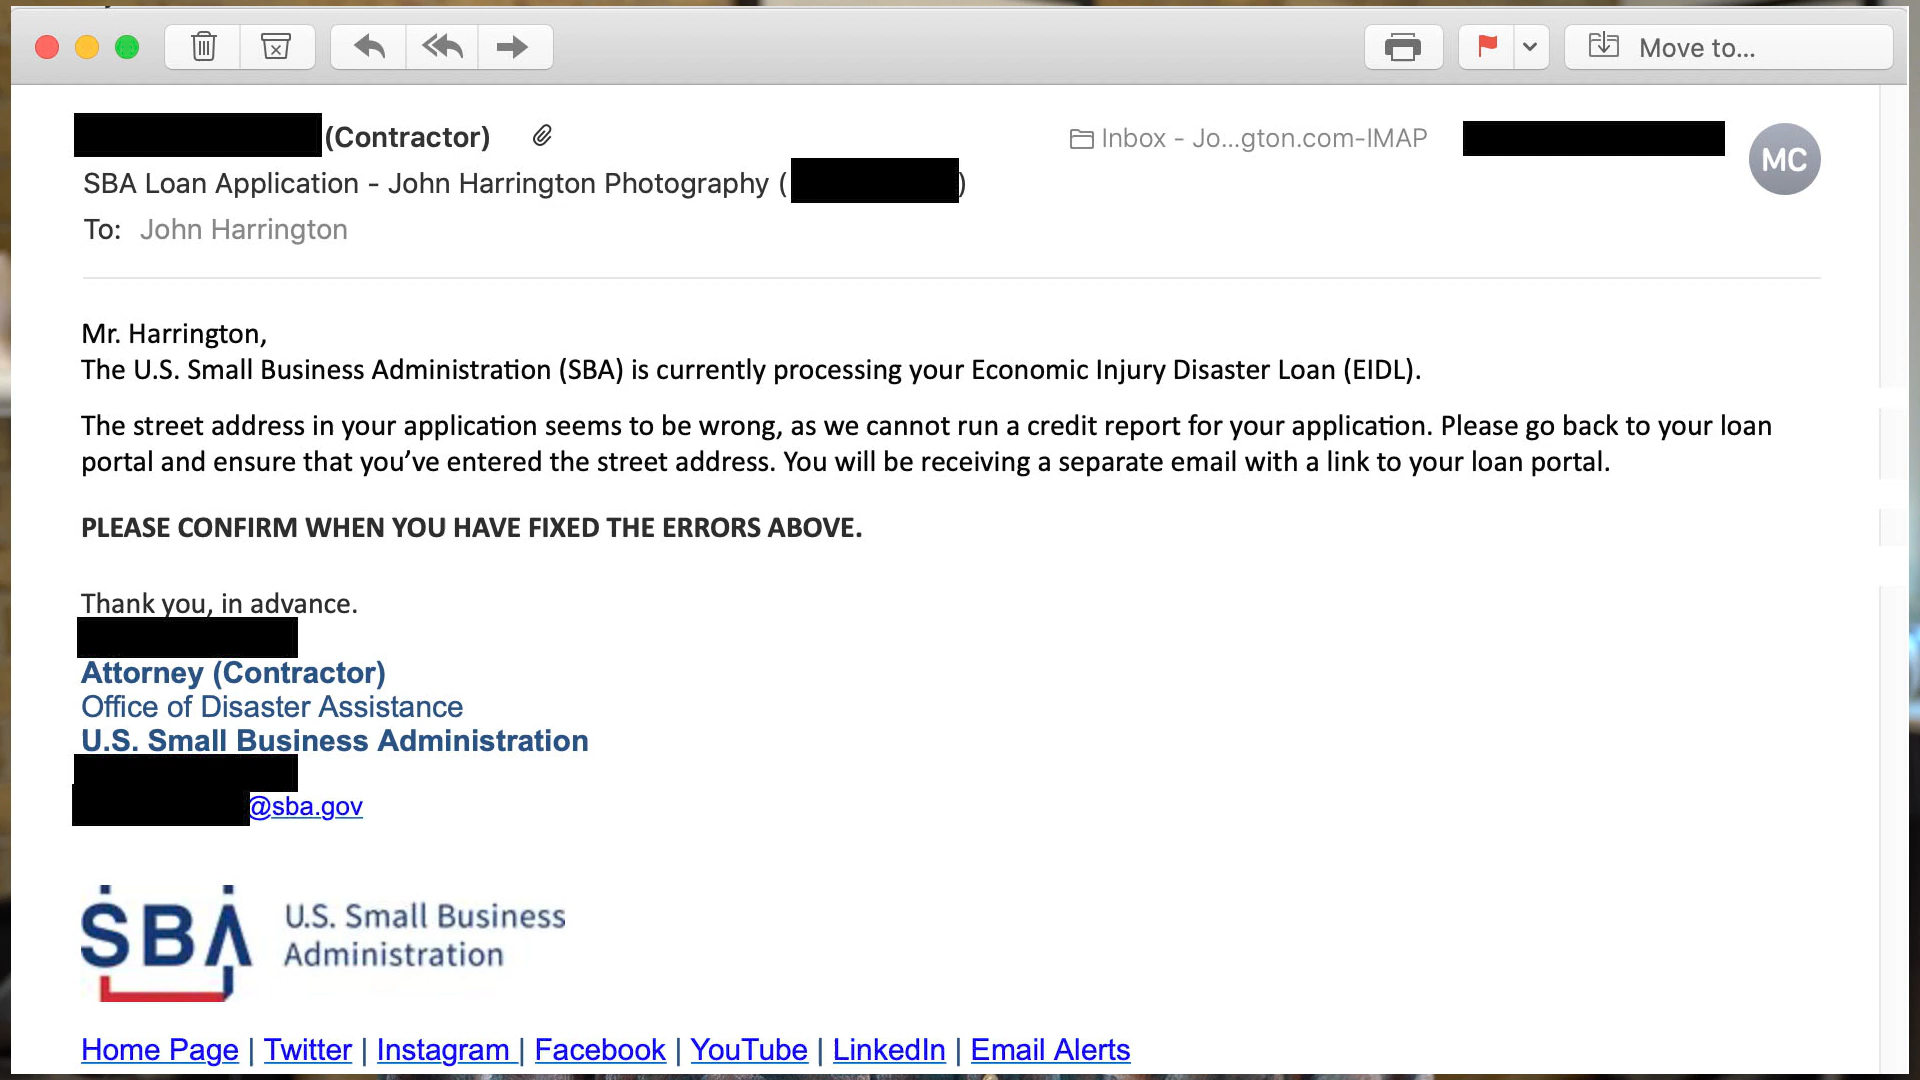 Move to...
(Contractor)
Inbox - Jo...gton.com-IMAP
MC
SBA Loan Application - John Harrington Photography ( )
To: John Harrington
Mr. Harrington,
The U.S. Small Business Administration (SBA) is currently processing your Economic Injury Disaster Loan (EIDL).
The street address in your application seems to be wrong, as we cannot run a credit report for your application. Please go back to your loan
portal and ensure that you’ve entered the street address. You will be receiving a separate email with a link to your loan portal.
PLEASE CONFIRM WHEN YOU HAVE FIXED THE ERRORS ABOVE.
Thank you, in advance.
Attorney (Contractor)
Office of Disaster Assistance
U.S. Small Business Administration
@sba.gov
SBA
U.S. Small Business
Administration
Home Page | Twitter | Instagram | Facebook | YouTube | LinkedIn | Email Alerts